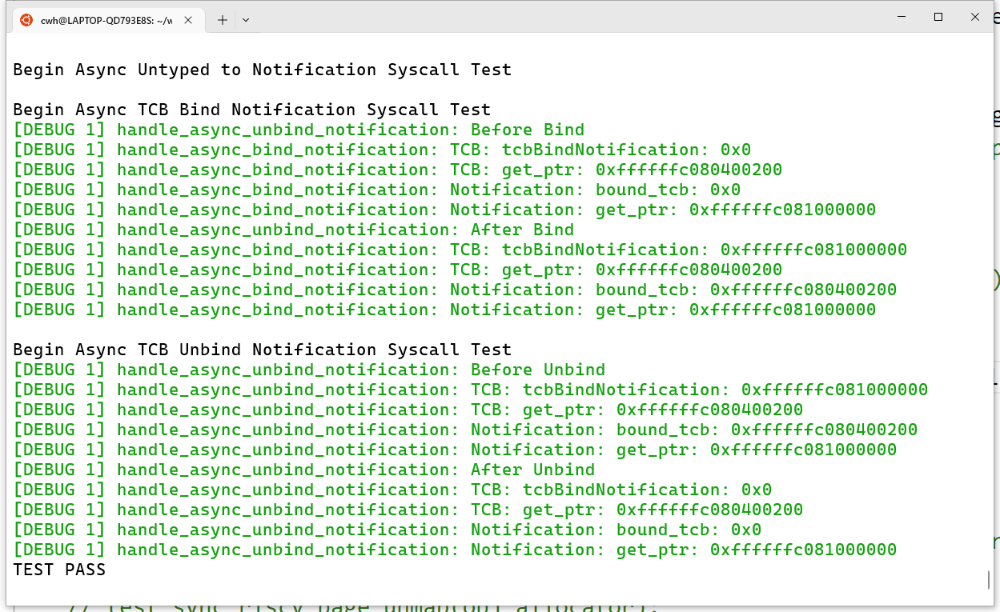 cwh@LAPTOP-QD793E8S: ~/w
Begin Async Untyped to Notification Syscall Test
Begin Async TCB Bind Notification Syscall Test
[DEBUG 1] handle_async_unbind_notification: Before Bind
[DEBUG 1] handle_async_bind_notification: TCB: tcbBindNotification: 0x0
[DEBUG 1] handle_async_bind_notification: TCB: get_ptr: 0xffffffc080400200
[DEBUG 1] handle_async_bind_notification: Notification: bound_tcb: 0x0
[DEBUG 1] handle_async_bind_notification: Notification: get_ptr: 0xffffffc081000000
[DEBUG 1] handle_async_unbind_notification: After Bind
[DEBUG 1] handle_async_bind_notification: TCB: tcbBindNotification: 0xffffffc081000000
[DEBUG 1] handle_async_bind_notification: TCB: get_ptr: 0xffffffc080400200
[DEBUG 1] handle_async_bind_notification: Notification: bound_tcb: 0xffffffc080400200
[DEBUG 1] handle_async_bind_notification: Notification: get_ptr: 0xffffffc081000000
Begin Async TCB Unbind Notification Syscall Test
[DEBUG 1] handle_async_unbind_notification: Before Unbind
[DEBUG 1] handle_async_unbind_notification: TCB: tcbBindNotification: 0xffffffc081000000
[DEBUG 1] handle_async_unbind_notification: TCB: get_ptr: 0xffffffc080400200
[DEBUG 1] handle_async_unbind_notification: Notification: bound_tcb: 0xffffffc080400200
[DEBUG 1] handle_async_unbind_notification: Notification: get_ptr: 0xffffffc081000000
[DEBUG 1] handle_async_unbind_notification: After Unbind
[DEBUG 1] handle_async_unbind_notification: TCB: tcbBindNotification: 0x0
[DEBUG 1] handle_async_unbind_notification: TCB: get_ptr: 0xffffffc080400200
[DEBUG 1] handle_async_unbind_notification: Notification: bound_tcb: 0x0
[DEBUG 1] handle_async_unbind_notification: Notification: get_ptr: 0xffffffc081000000
TEST PASS